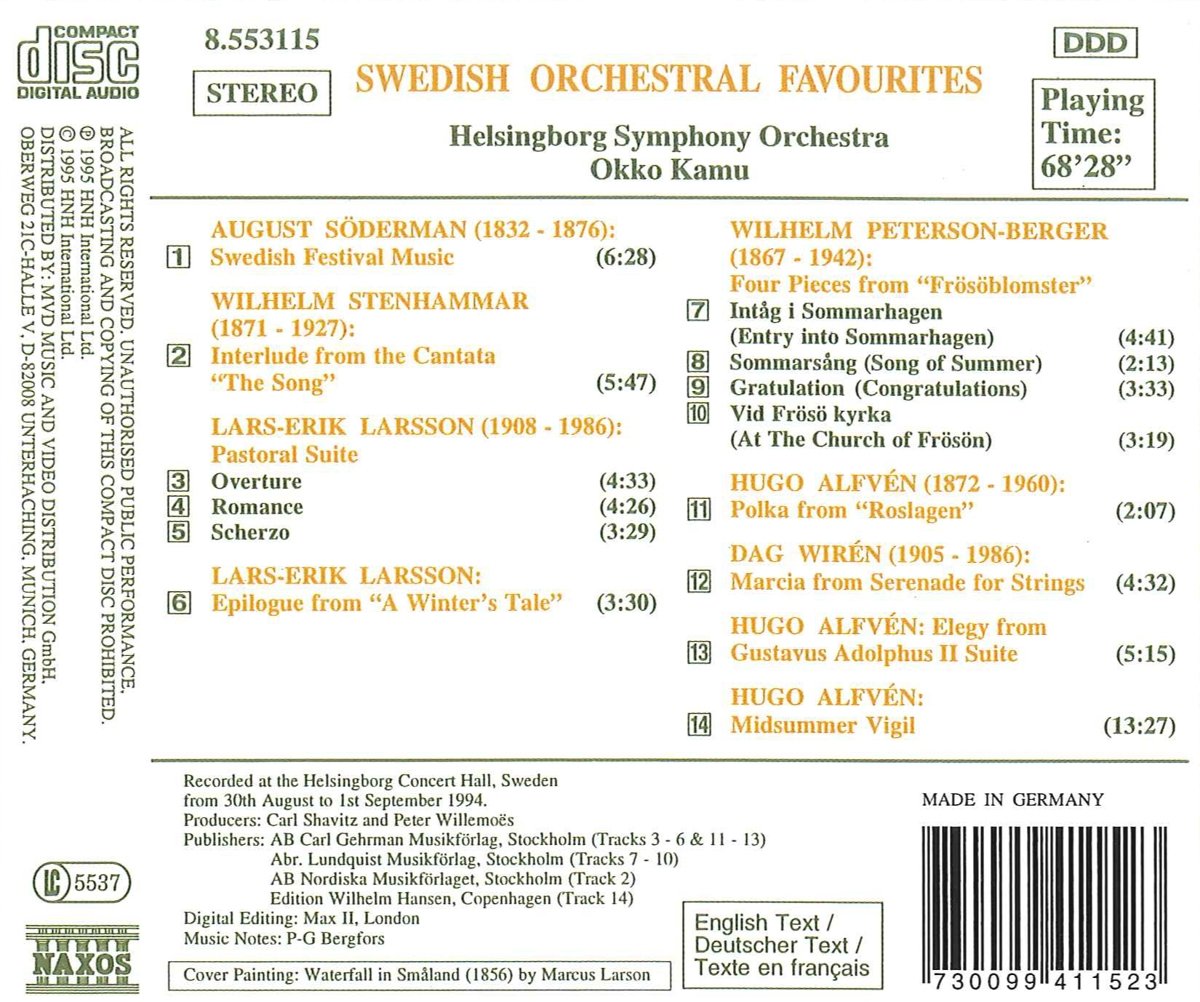 COMPACT
disc
DIGITAL AUDIO
8.553115
STEREO
SWEDISH ORCHESTRAL FAVOURITES
Helsingborg Symphony Orchestra
Okko Kamu
DDD
Playing
Time:
68’28”
ALL RIGHTS RESERVED. UNAUTHORISED PUBLIC PERFORMANCE,
BROADCASTING AND COPYING OF THIS COMPACT DISC PROHIBITED.
℗ 1995 HNH International Ltd.
© 1995 HNH International Ltd.
DISTRIBUTED BY: MVD MUSIC AND VIDEO DISTRIBUTION GmbH,
OBERWEG 21C-HALLE V, D-82008 UNTERHACHING, MUNICH, GERMANY.
AUGUST SÖDERMAN (1832 - 1876):
1 Swedish Festival Music (6:28)
WILHELM STENHAMMAR
(1871 - 1927):
2 Interlude from the Cantata
“The Song” (5:47)
LARS-ERIK LARSSON (1908 - 1986):
Pastoral Suite
3 Overture (4:33)
4 Romance (4:26)
5 Scherzo (3:29)
LARS-ERIK LARSSON:
6 Epilogue from “A Winter’s Tale” (3:30)
WILHELM PETERSON-BERGER
(1867 - 1942):
Four Pieces from “Frösöblomster”
7 Intåg i Sommarhagen
(Entry into Sommarhagen) (4:41)
8 Sommarsång (Song of Summer) (2:13)
9 Gratulation (Congratulations) (3:33)
10 Vid Frösö kyrka
(At The Church of Frösön) (3:19)
HUGO ALFVÉN (1872 - 1960):
11 Polka from “Roslagen” (2:07)
DAG WIRÉN (1905 - 1986):
12 Marcia from Serenade for Strings (4:32)
HUGO ALFVÉN: Elegy from
13 Gustavus Adolphus II Suite (5:15)
HUGO ALFVÉN:
14 Midsummer Vigil (13:27)
Recorded at the Helsingborg Concert Hall, Sweden
from 30th August to 1st September 1994.
Producers: Carl Shavitz and Peter Willemoës
Publishers: AB Carl Gehrman Musikförlag, Stockholm (Tracks 3 - 6 & 11 - 13)
Abr. Lundquist Musikförlag, Stockholm (Tracks 7 - 10)
AB Nordiska Musikförlaget, Stockholm (Track 2)
Edition Wilhelm Hansen, Copenhagen (Track 14)
Digital Editing: Max II, London
Music Notes: P-G Bergfors
Cover Painting: Waterfall in Småland (1856) by Marcus Larson
LC 5537
NAXOS
English Text /
Deutscher Text /
Texte en français
MADE IN GERMANY
7 30099 41152 3